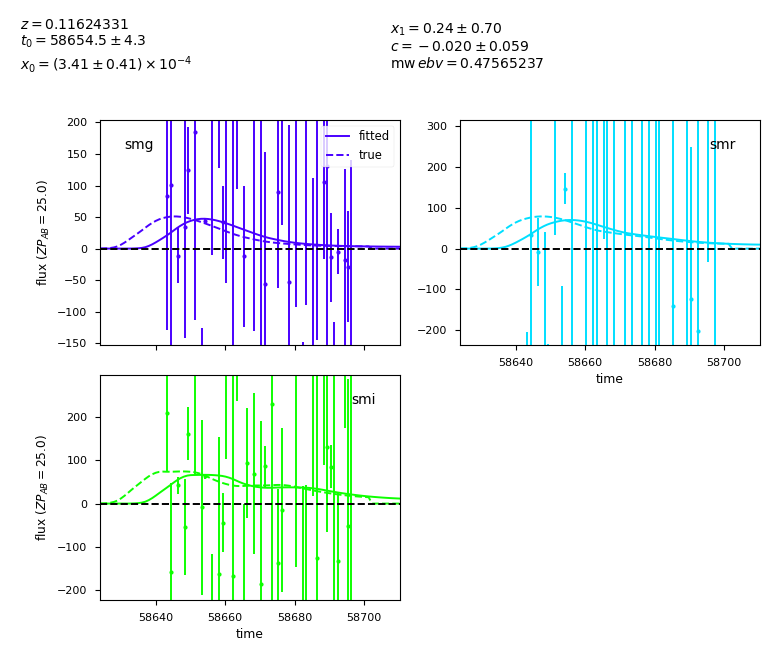 z = 0.11624331
t₀ = 58654.5 ± 4.3
x₀ = (3.41 ± 0.41) × 10⁻⁴
x₁ = 0.24 ± 0.70
c = −0.020 ± 0.059
mw ebv = 0.47565237
smg
fitted
true
200
150
100
50
0
−50
−100
−150
flux (ZP_AB = 25.0)
smr
300
200
100
0
−100
−200
58640 58660 58680 58700
time
smi
200
100
0
−100
−200
flux (ZP_AB = 25.0)
58640 58660 58680 58700
time